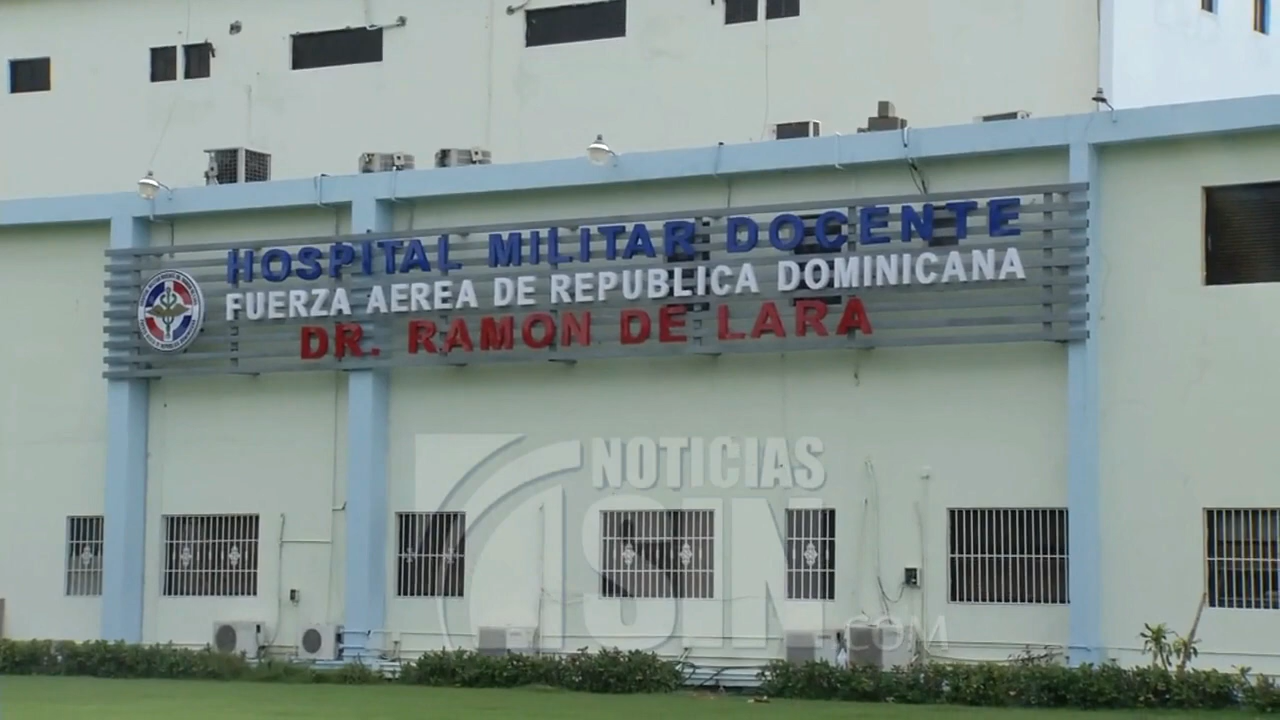 HOSPITAL MILITAR DOCENTE
FUERZA AEREA DE REPUBLICA DOMINICANA
DR. RAMON DE LARA
NOTICIAS
SIN
.COM